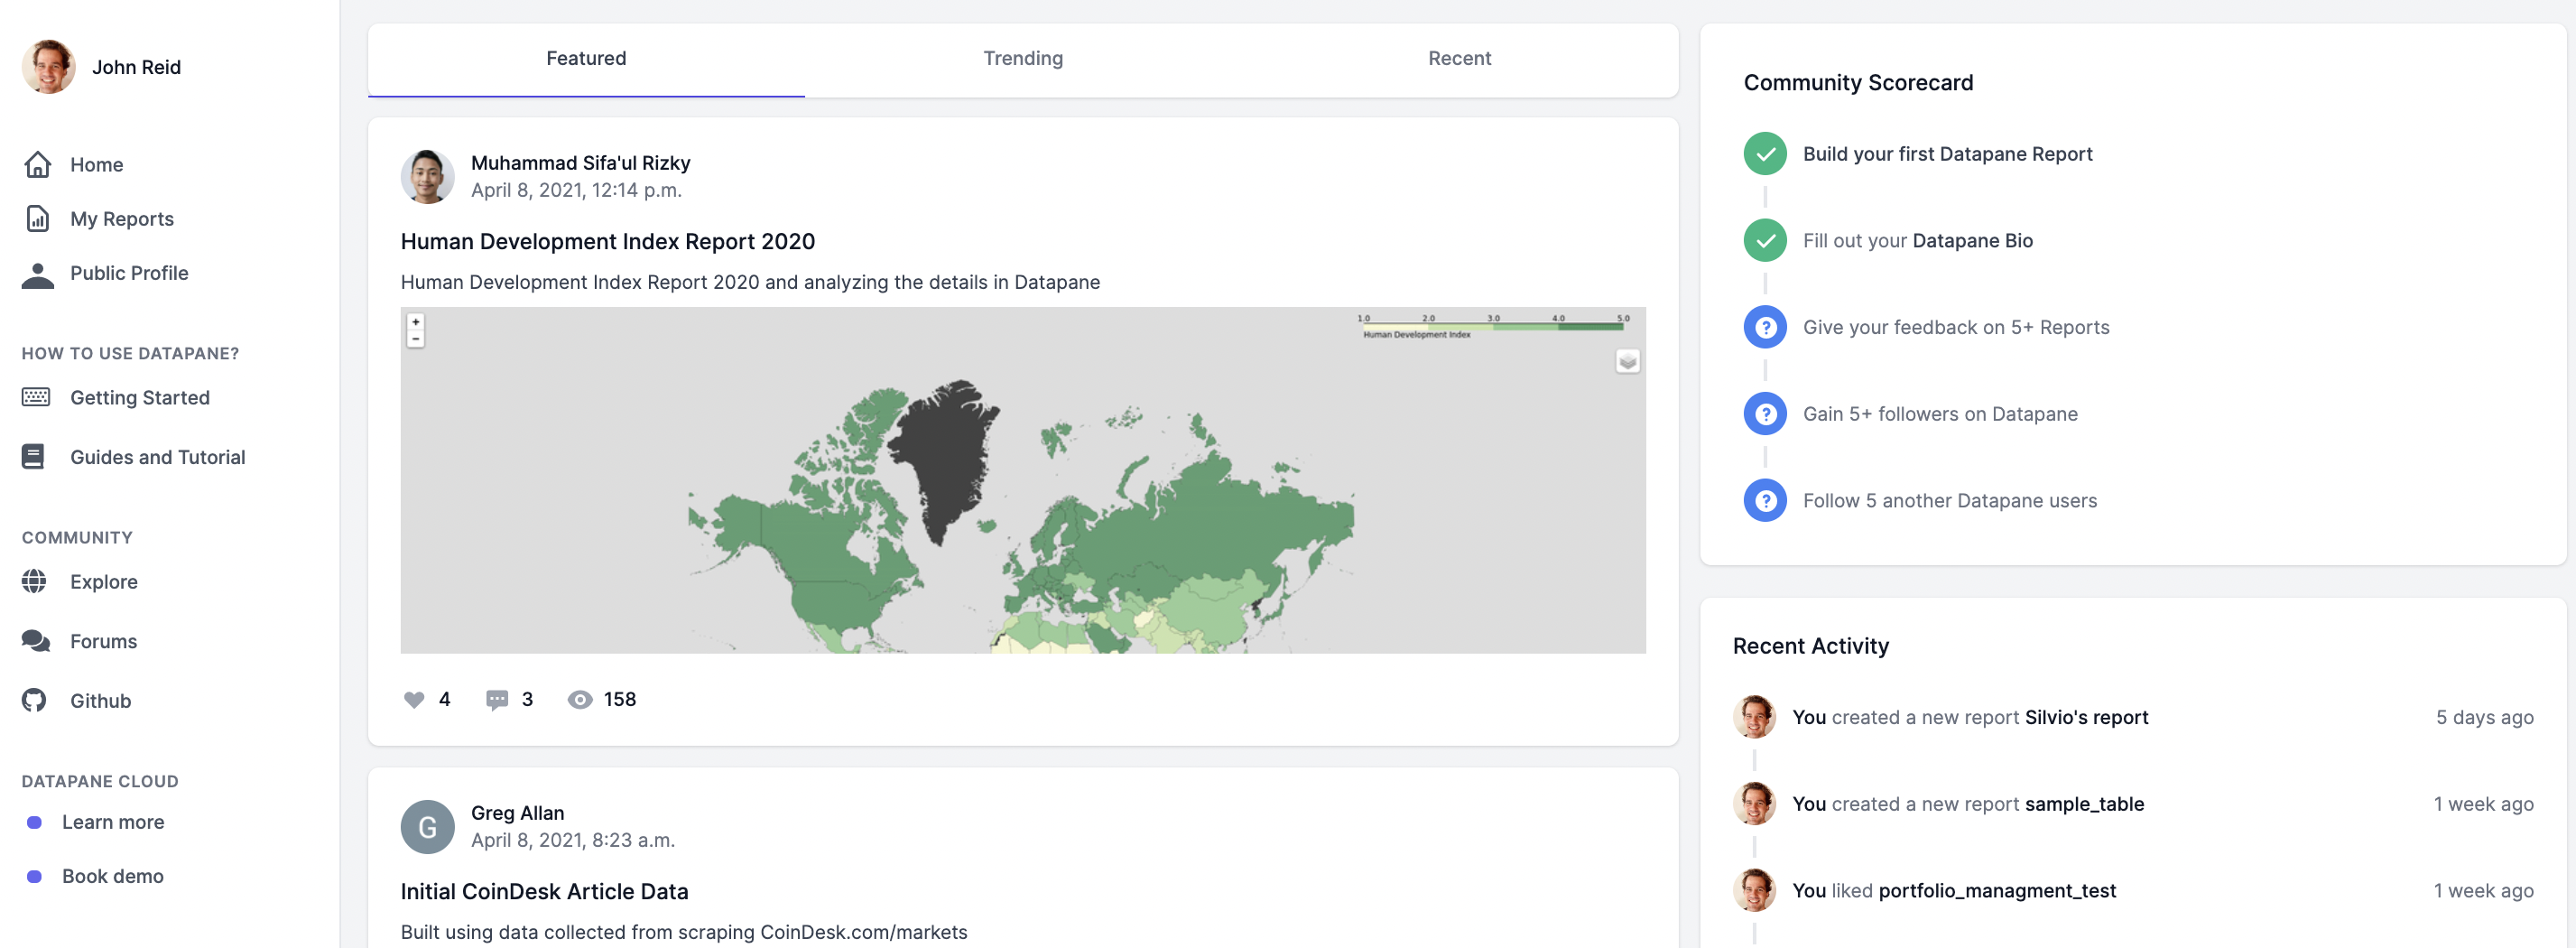 John Reid
Home
My Reports
Public Profile
HOW TO USE DATAPANE?
Getting Started
Guides and Tutorial
COMMUNITY
Explore
Forums
Github
DATAPANE CLOUD
Learn more
Book demo
Featured
Trending
Recent
Muhammad Sifa'ul Rizky
April 8, 2021, 12:14 p.m.
Human Development Index Report 2020
Human Development Index Report 2020 and analyzing the details in Datapane
+
−
1.0 2.0 3.0 4.0 5.0
Human Development Index
4
3
158
G
Greg Allan
April 8, 2021, 8:23 a.m.
Initial CoinDesk Article Data
Built using data collected from scraping CoinDesk.com/markets
Community Scorecard
Build your first Datapane Report
Fill out your Datapane Bio
? Give your feedback on 5+ Reports
? Gain 5+ followers on Datapane
? Follow 5 another Datapane users
Recent Activity
You created a new report Silvio's report 5 days ago
You created a new report sample_table 1 week ago
You liked portfolio_managment_test 1 week ago